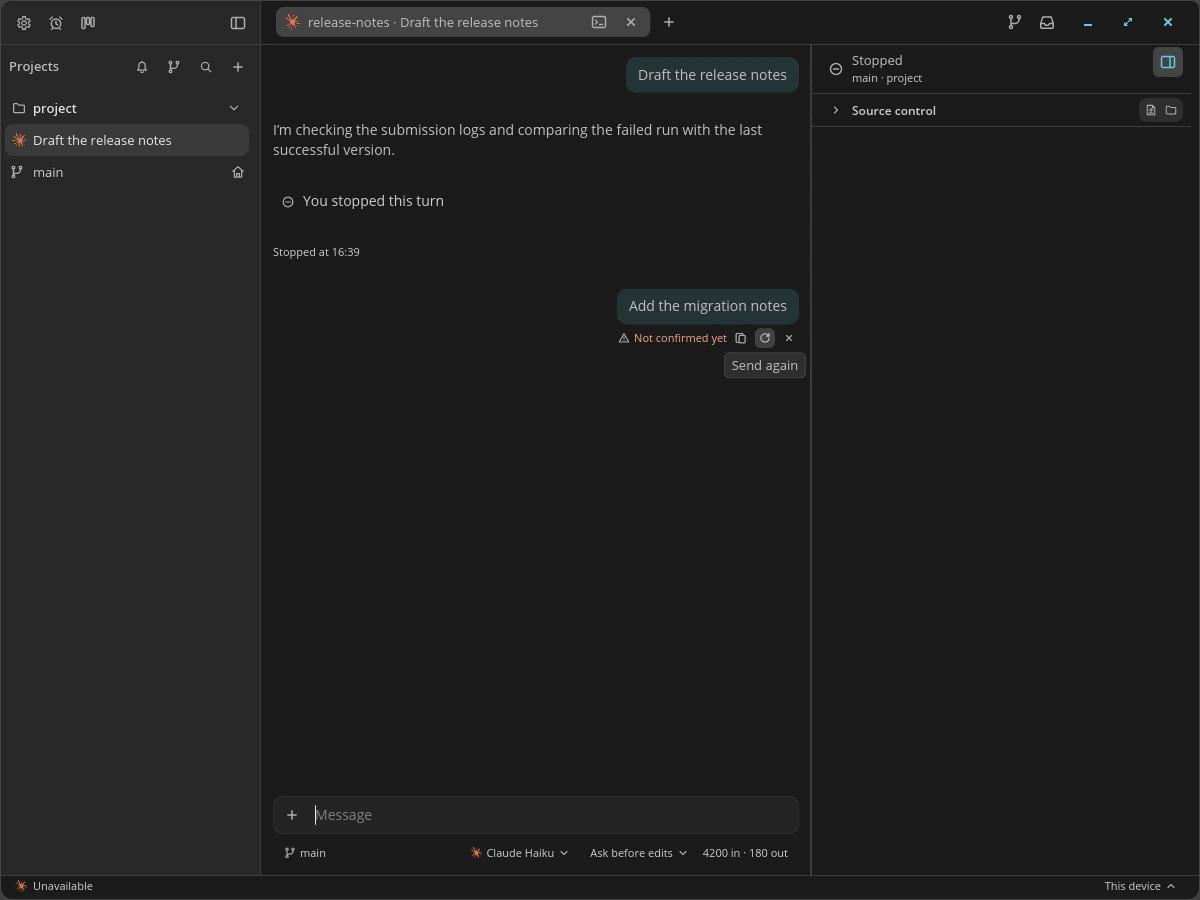 release-notes · Draft the release notes
Projects
project
Draft the release notes
main
Draft the release notes
I'm checking the submission logs and comparing the failed run with the last
successful version.
You stopped this turn
Stopped at 16:39
Add the migration notes
Not confirmed yet
Send again
Message
main
Claude Haiku
Ask before edits
4200 in · 180 out
Stopped
main · project
Source control
Unavailable
This device